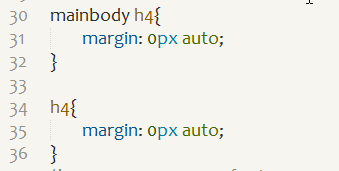 30 mainbody h4{
31 margin: 0px auto;
32 }
33
34 h4{
35 margin: 0px auto;
36 }